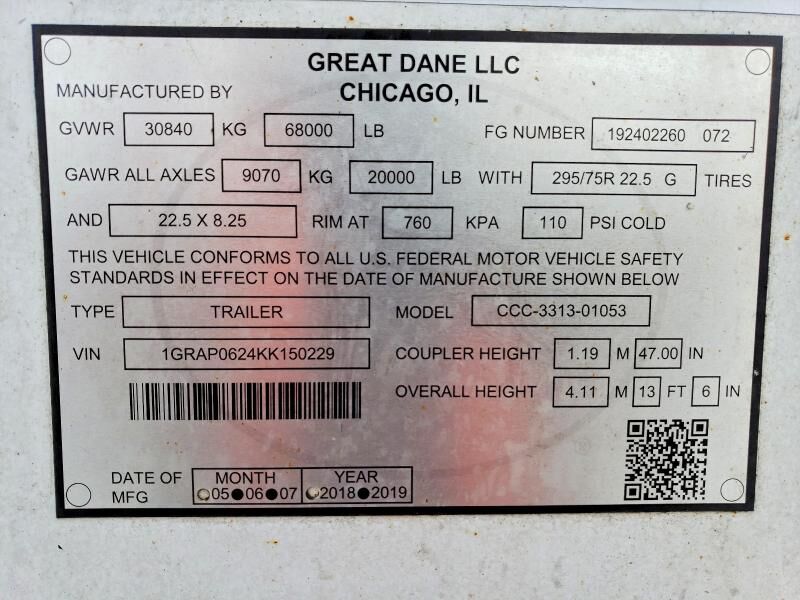 GREAT DANE LLC
MANUFACTURED BY CHICAGO, IL
GVWR 30840 KG 68000 LB FG NUMBER 192402260 072
GAWR ALL AXLES 9070 KG 20000 LB WITH 295/75R 22.5 G TIRES
AND 22.5 X 8.25 RIM AT 760 KPA 110 PSI COLD
THIS VEHICLE CONFORMS TO ALL U.S. FEDERAL MOTOR VEHICLE SAFETY
STANDARDS IN EFFECT ON THE DATE OF MANUFACTURE SHOWN BELOW
TYPE TRAILER MODEL CCC-3313-01053
VIN 1GRAP0624KK150229 COUPLER HEIGHT 1.19 M 47.00 IN
OVERALL HEIGHT 4.11 M 13 FT 6 IN
DATE OF MFG MONTH YEAR
05 06 07 2018 2019